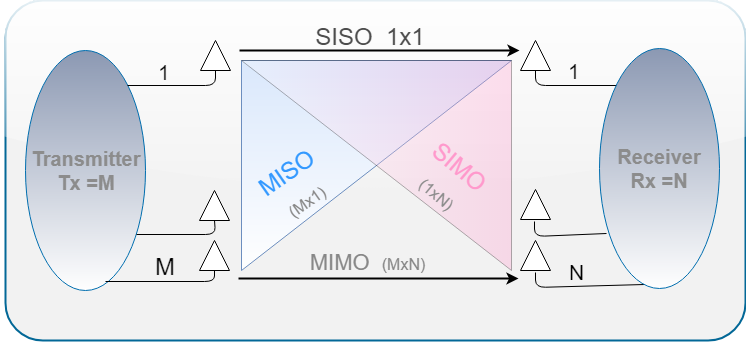 SISO 1x1
1
1
Transmitter
Tx =M
MISO
(Mx1)
SIMO
(1xN)
Receiver
Rx =N
M
MIMO (MxN)
N